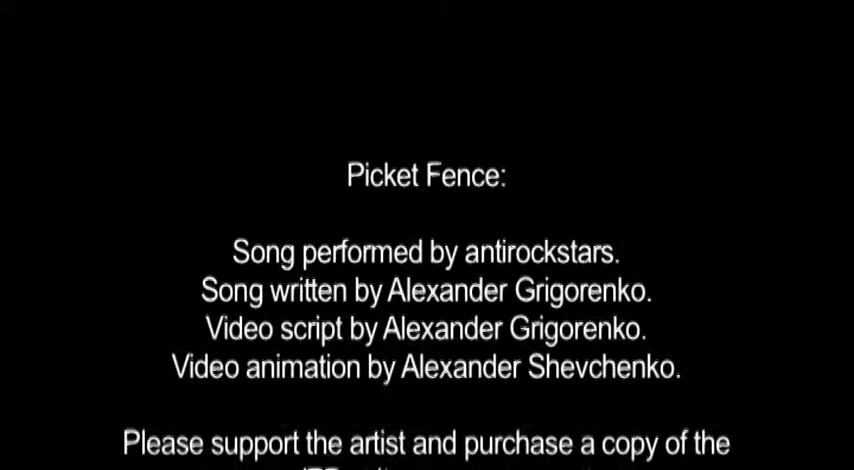 Picket Fence:
Song performed by antirockstars.
Song written by Alexander Grigorenko.
Video script by Alexander Grigorenko.
Video animation by Alexander Shevchenko.
Please support the artist and purchase a copy of the